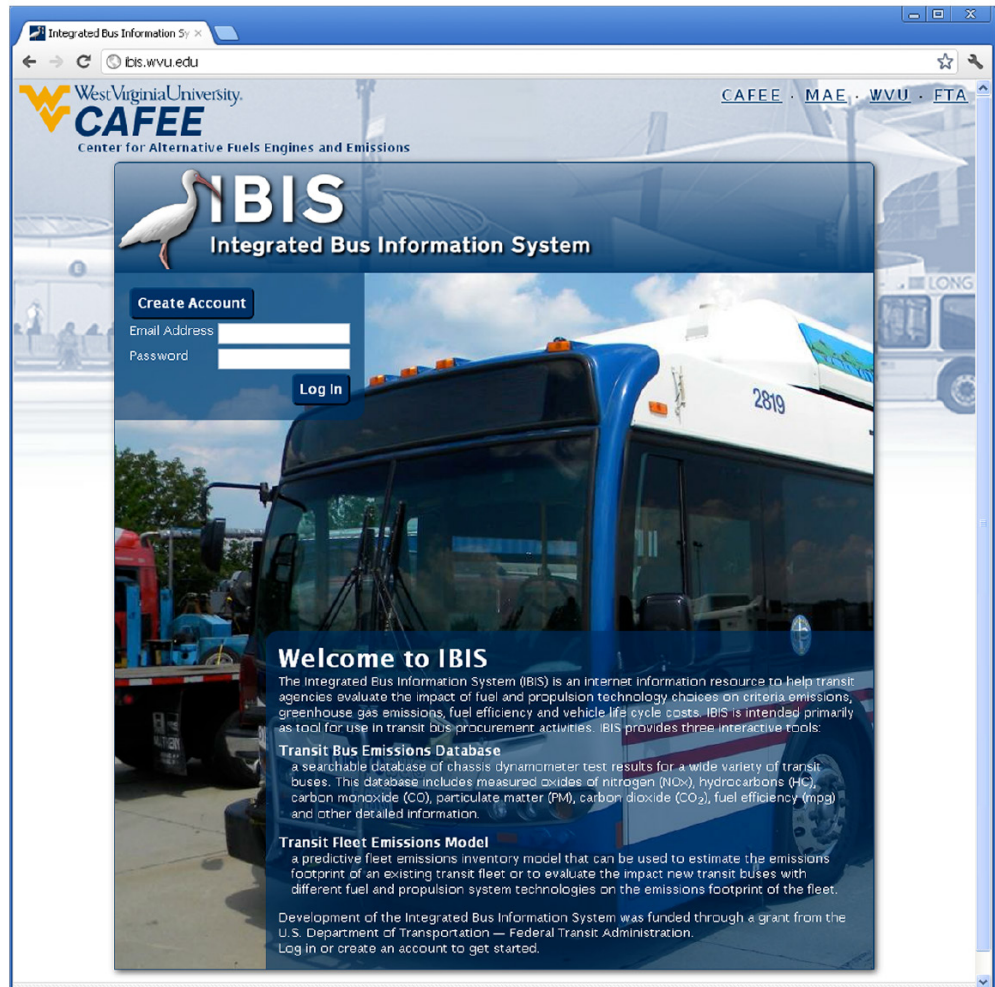 Integrated Bus Information Sy
ibis.wvu.edu
West Virginia University.
CAFEE
Center for Alternative Fuels Engines and Emissions
CAFEE · MAE · WVU · FTA
IBIS
Integrated Bus Information System
LONG
Create Account
Email Address
Password
Log In
2819
Welcome to IBIS
The Integrated Bus Information System (IBIS) is an internet information resource to help transit
agencies evaluate the impact of fuel and propulsion technology choices on criteria emissions,
greenhouse gas emissions, fuel efficiency and vehicle life cycle costs. IBIS is intended primarily
as tool for use in transit bus procurement activities. IBIS provides three interactive tools:
Transit Bus Emissions Database
a searchable database of chassis dynamometer test results for a wide variety of transit
buses. This database includes measured oxides of nitrogen (NOx), hydrocarbons (HC),
carbon monoxide (CO), particulate matter (PM), carbon dioxide (CO₂), fuel efficiency (mpg)
and other detailed information.
Transit Fleet Emissions Model
a predictive fleet emissions inventory model that can be used to estimate the emissions
footprint of an existing transit fleet or to evaluate the impact new transit buses with
different fuel and propulsion system technologies on the emissions footprint of the fleet.
Development of the Integrated Bus Information System was funded through a grant from the
U.S. Department of Transportation — Federal Transit Administration.
Log in or create an account to get started.